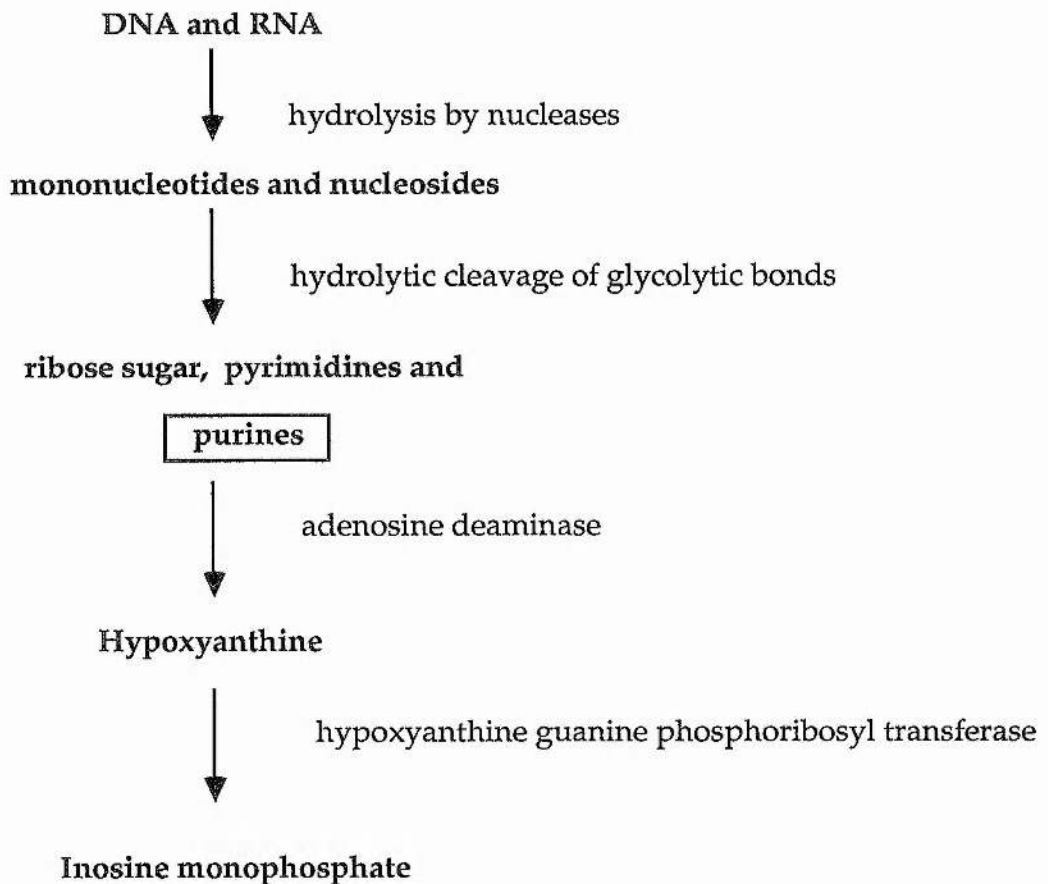 DNA and RNA
hydrolysis by nucleases
mononucleotides and nucleosides
hydrolytic cleavage of glycolytic bonds
ribose sugar, pyrimidines and
purines
adenosine deaminase
Hypoxyanthine
hypoxyanthine guanine phosphoribosyl transferase
Inosine monophosphate